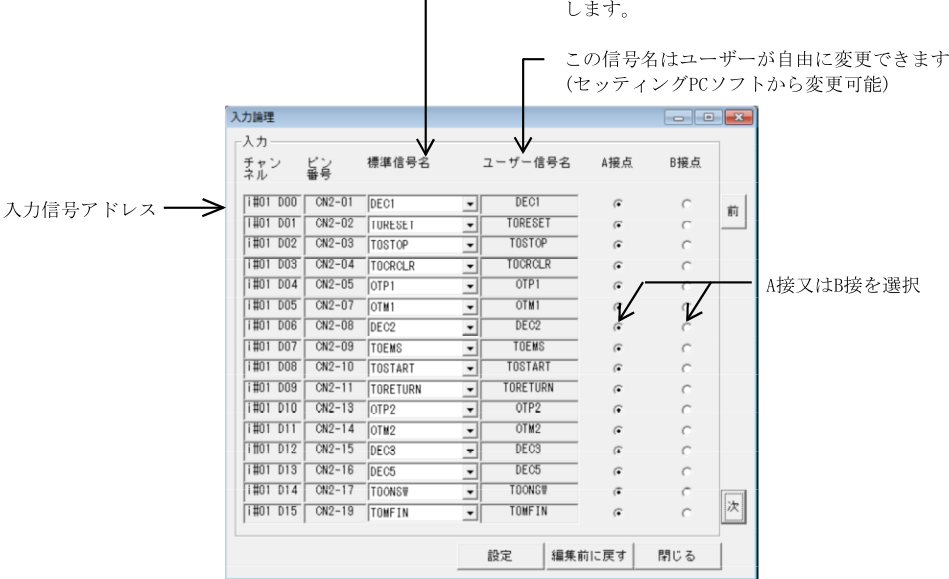 します。
この信号名はユーザーが自由に変更できます
(セッティングPCソフトから変更可能)
入力論理
入力
チャンネル ピン番号 標準信号名 ユーザー信号名 A接点 B接点
入力信号アドレス
i#01 D00 CN2-01 DEC1 DEC1
前
i#01 D01 CN2-02 TORESET TORESET
i#01 D02 CN2-03 TOSTOP TOSTOP
i#01 D03 CN2-04 TOCRCLR TOCRCLR
i#01 D04 CN2-05 OTP1 OTP1
A接又はB接を選択
i#01 D05 CN2-07 OTM1 OTM1
i#01 D06 CN2-08 DEC2 DEC2
i#01 D07 CN2-09 TOEMS TOEMS
i#01 D08 CN2-10 TOSTART TOSTART
i#01 D09 CN2-11 TORETURN TORETURN
i#01 D10 CN2-13 OTP2 OTP2
i#01 D11 CN2-14 OTM2 OTM2
i#01 D12 CN2-15 DEC3 DEC3
i#01 D13 CN2-16 DEC5 DEC5
i#01 D14 CN2-17 TOONSW TOONSW
i#01 D15 CN2-19 TOMFIN TOMFIN
次
設定 編集前に戻す 閉じる